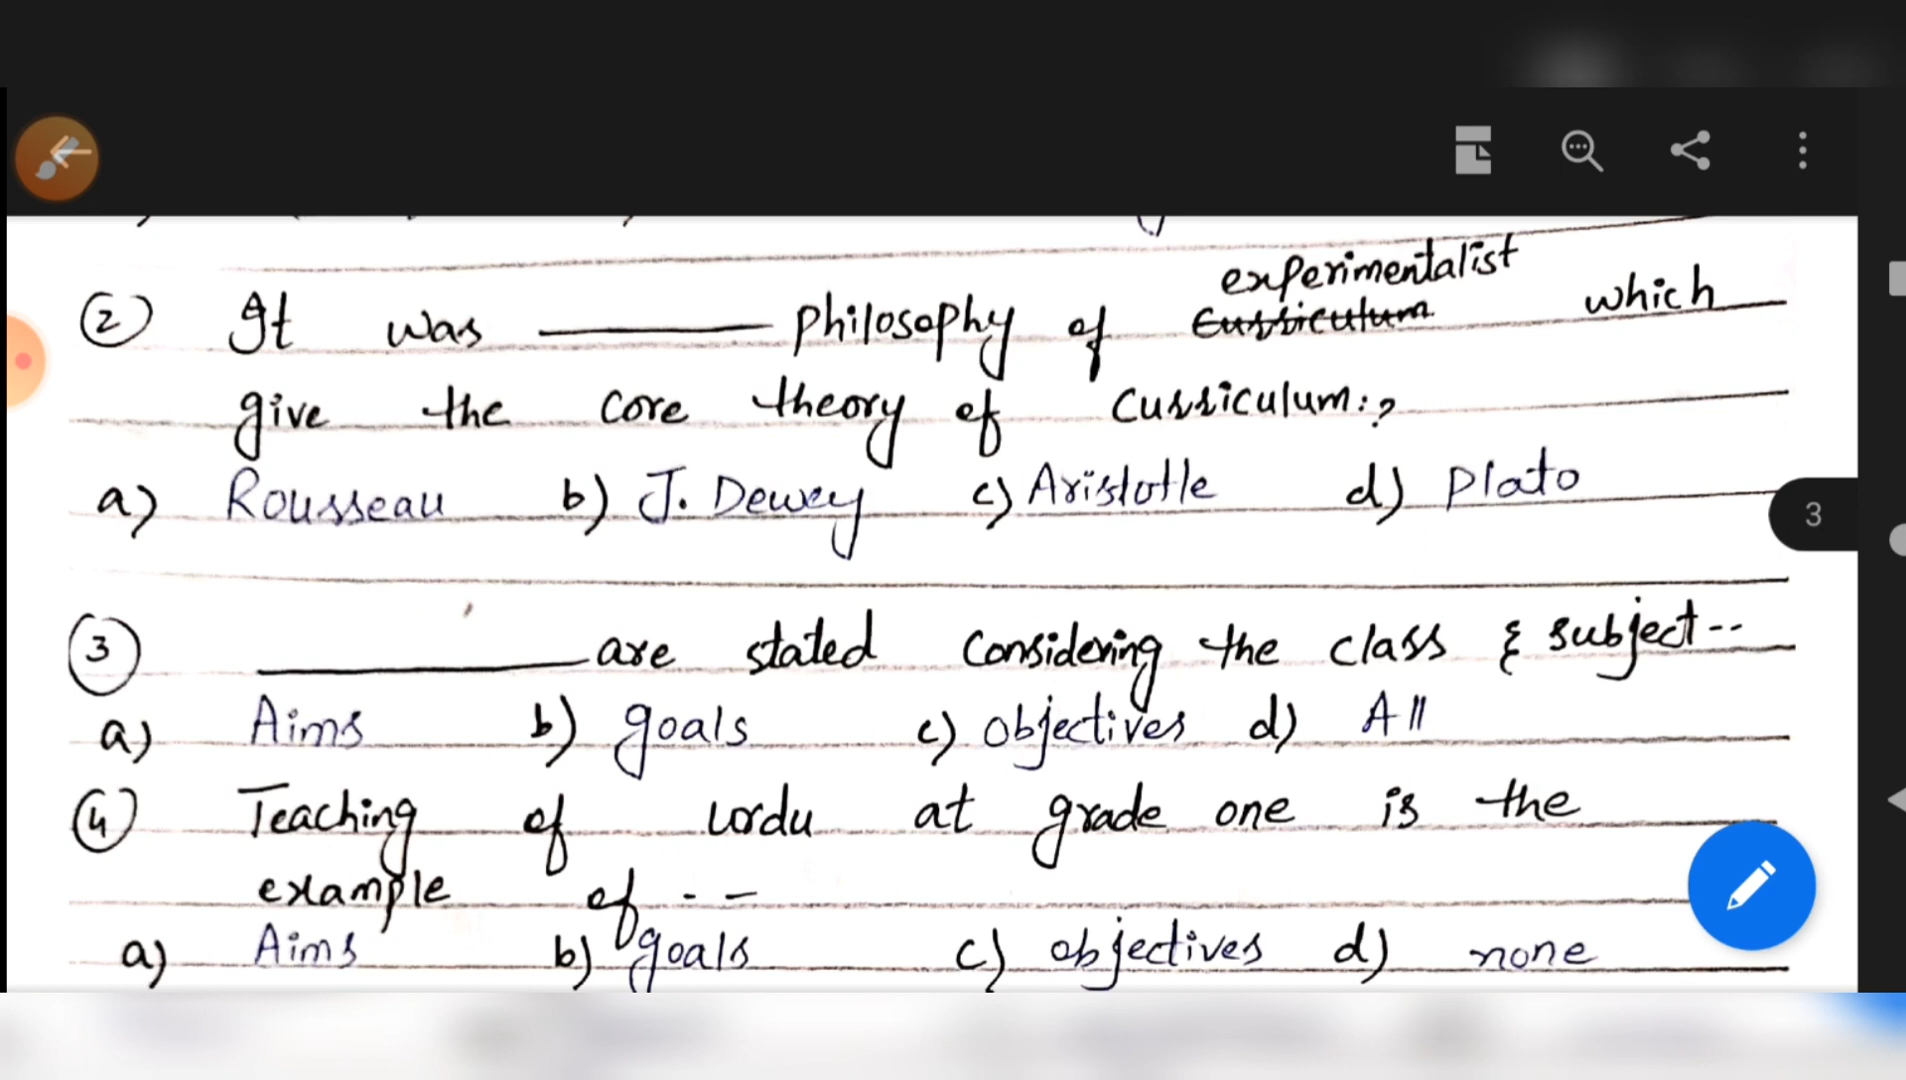 experimentalist
② It was ______ philosophy of Curriculum which
give the core theory of Curriculum:?
a) Rousseau b) J. Dewey c) Aristotle d) Plato
3
③ ______ are stated Considering the class & subject--
a) Aims b) goals c) objectives d) All
④ Teaching of urdu at grade one is the
example of --
a) Aims b) goals c) objectives d) none